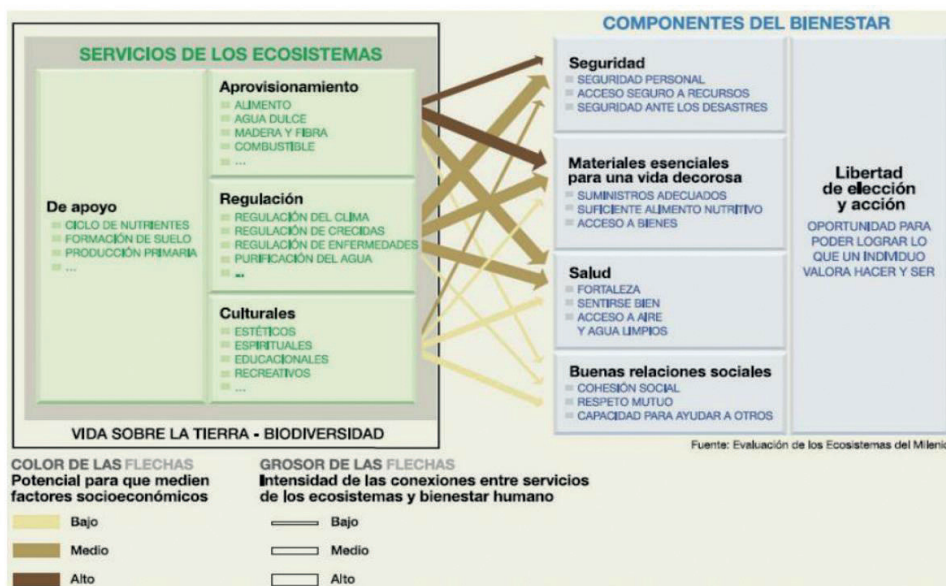 COMPONENTES DEL BIENESTAR
SERVICIOS DE LOS ECOSISTEMAS
De apoyo
CICLO DE NUTRIENTES
FORMACIÓN DE SUELO
PRODUCCIÓN PRIMARIA
...
Aprovisionamiento
ALIMENTO
AGUA DULCE
MADERA Y FIBRA
COMBUSTIBLE
...
Regulación
REGULACIÓN DEL CLIMA
REGULACIÓN DE CRECIDAS
REGULACIÓN DE ENFERMEDADES
PURIFICACIÓN DEL AGUA
...
Culturales
ESTÉTICOS
ESPIRITUALES
EDUCACIONALES
RECREATIVOS
...
VIDA SOBRE LA TIERRA - BIODIVERSIDAD
Seguridad
SEGURIDAD PERSONAL
ACCESO SEGURO A RECURSOS
SEGURIDAD ANTE LOS DESASTRES
Materiales esenciales
para una vida decorosa
SUMINISTROS ADECUADOS
SUFICIENTE ALIMENTO NUTRITIVO
ACCESO A BIENES
Salud
FORTALEZA
SENTIRSE BIEN
ACCESO A AIRE
Y AGUA LIMPIOS
Buenas relaciones sociales
COHESIÓN SOCIAL
RESPETO MUTUO
CAPACIDAD PARA AYUDAR A OTROS
Libertad
de elección
y acción
OPORTUNIDAD PARA
PODER LOGRAR LO
QUE UN INDIVIDUO
VALORA HACER Y SER
Fuente: Evaluación de los Ecosistemas del Milenio
COLOR DE LAS FLECHAS
Potencial para que medien
factores socioeconómicos
Bajo
Medio
Alto
GROSOR DE LAS FLECHAS
Intensidad de las conexiones entre servicios
de los ecosistemas y bienestar humano
Bajo
Medio
Alto